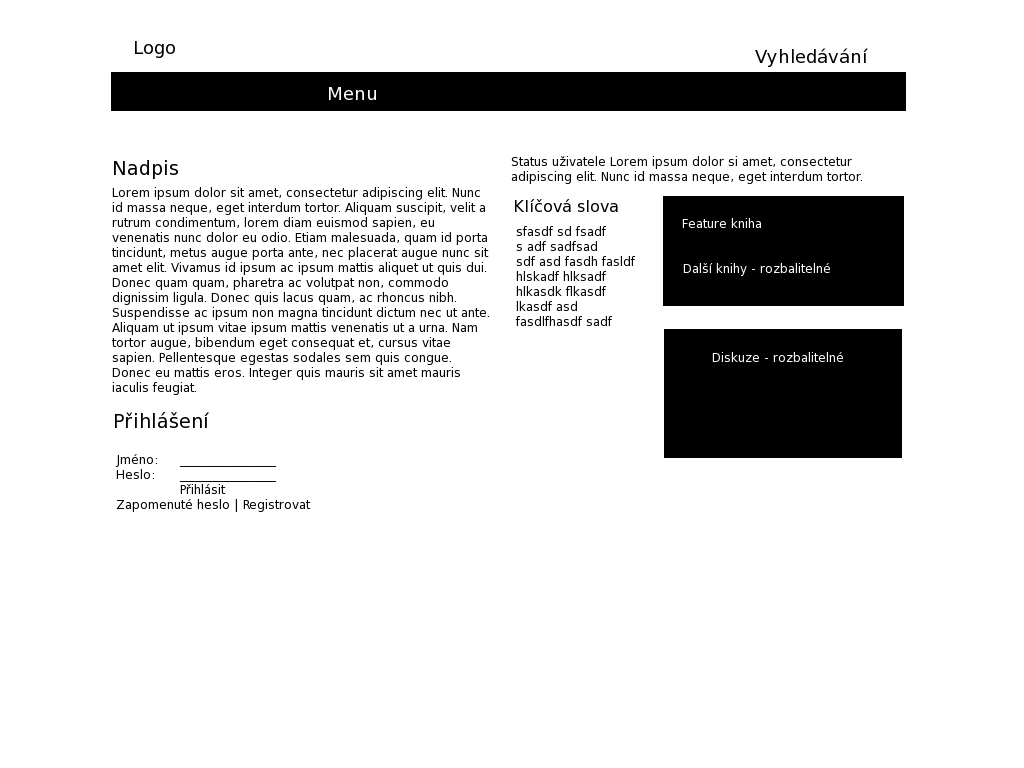 Logo
Vyhledávání
Menu
Nadpis
Lorem ipsum dolor sit amet, consectetur adipiscing elit. Nunc
id massa neque, eget interdum tortor. Aliquam suscipit, velit a
rutrum condimentum, lorem diam euismod sapien, eu
venenatis nunc dolor eu odio. Etiam malesuada, quam id porta
tincidunt, metus augue porta ante, nec placerat augue nunc sit
amet elit. Vivamus id ipsum ac ipsum mattis aliquet ut quis dui.
Donec quam quam, pharetra ac volutpat non, commodo
dignissim ligula. Donec quis lacus quam, ac rhoncus nibh.
Suspendisse ac ipsum non magna tincidunt dictum nec ut ante.
Aliquam ut ipsum vitae ipsum mattis venenatis ut a urna. Nam
tortor augue, bibendum eget consequat et, cursus vitae
sapien. Pellentesque egestas sodales sem quis congue.
Donec eu mattis eros. Integer quis mauris sit amet mauris
iaculis feugiat.
Přihlášení
Jméno: _______________
Heslo: _______________
Přihlásit
Zapomenuté heslo | Registrovat
Status uživatele Lorem ipsum dolor si amet, consectetur
adipiscing elit. Nunc id massa neque, eget interdum tortor.
Klíčová slova
sfasdf sd fsadf
s adf sadfsad
sdf asd fasdh fasldf
hlskadf hlksadf
hlkasdk flkasdf
lkasdf asd
fasdlfhasdf sadf
Feature kniha
Další knihy - rozbalitelné
Diskuze - rozbalitelné